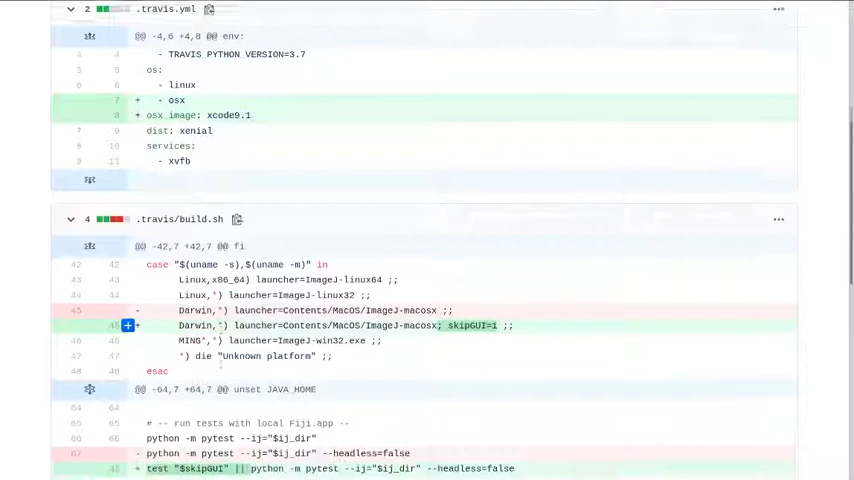 2 .travis.yml
@@ -4,6 +4,8 @@ env:
4 4 - TRAVIS_PYTHON_VERSION=3.7
5 5 os:
6 6 - linux
7 + - osx
8 + osx image: xcode9.1
7 9 dist: xenial
8 10 services:
9 11 - xvfb
4 .travis/build.sh
@@ -42,7 +42,7 @@ fi
42 42 case "$(uname -s),$(uname -m)" in
43 43 Linux,x86_64) launcher=ImageJ-linux64 ;;
44 44 Linux,*) launcher=ImageJ-linux32 ;;
45 - Darwin,*) launcher=Contents/MacOS/ImageJ-macosx ;;
45 + Darwin,*) launcher=Contents/MacOS/ImageJ-macosx; skipGUI=1 ;;
46 46 MING*,*) launcher=ImageJ-win32.exe ;;
47 47 *) die "Unknown platform" ;;
48 48 esac
@@ -64,7 +64,7 @@ unset JAVA_HOME
64 64
65 65 # -- run tests with local Fiji.app --
66 66 python -m pytest --ij="$ij_dir"
67 - python -m pytest --ij="$ij_dir" --headless=false
+ test "$skipGUI" || python -m pytest --ij="$ij_dir" --headless=false